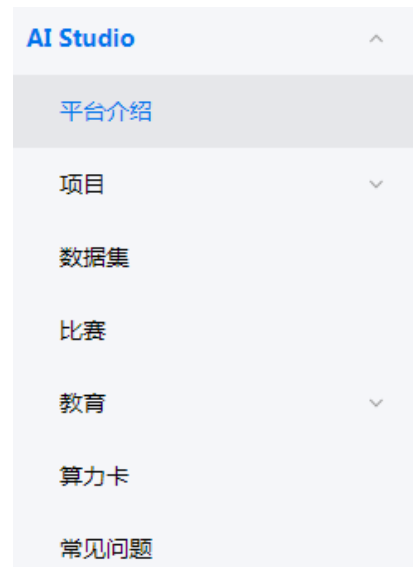 AI Studio
平台介绍
项目
数据集
比赛
教育
算力卡
常见问题